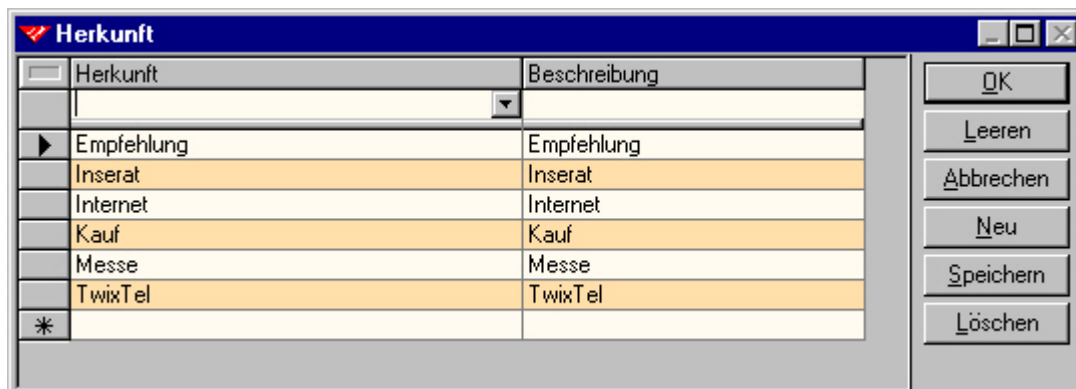 Herkunft
Herkunft Beschreibung
Empfehlung Empfehlung
Inserat Inserat
Internet Internet
Kauf Kauf
Messe Messe
TwixTel TwixTel
OK
Leeren
Abbrechen
Neu
Speichern
Löschen